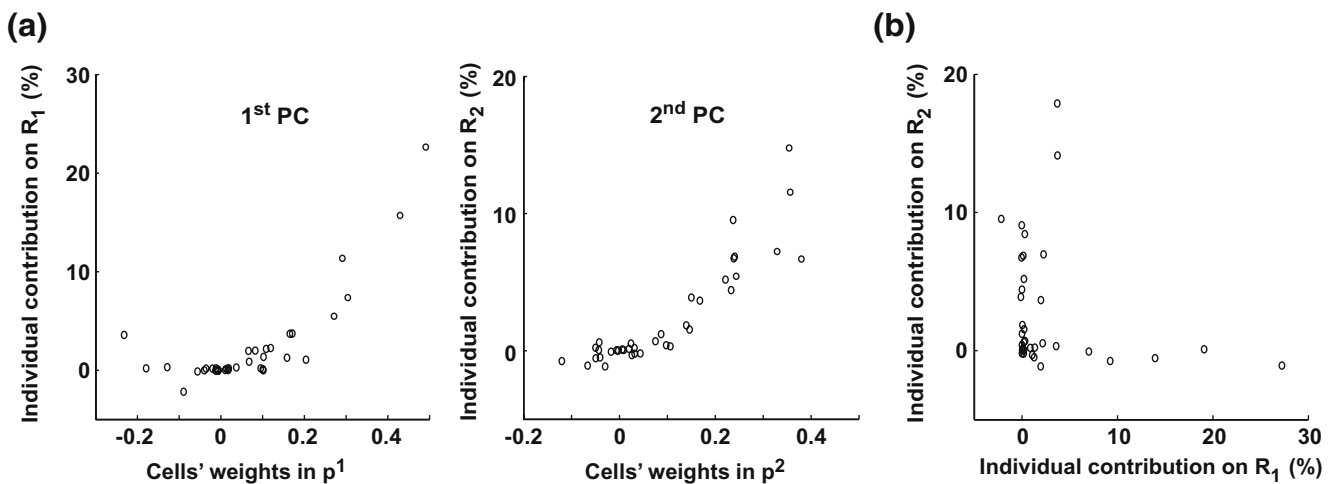 (a)
Individual contribution on R1 (%)
30
20
10
0
-0.2
0
0.2
0.4
1st PC
Cells' weights in p1
Individual contribution on R2 (%)
20
10
0
-0.2
0
0.2
0.4
2nd PC
Cells' weights in p2
(b)
Individual contribution on R2 (%)
20
10
0
0
10
20
30
Individual contribution on R1 (%)